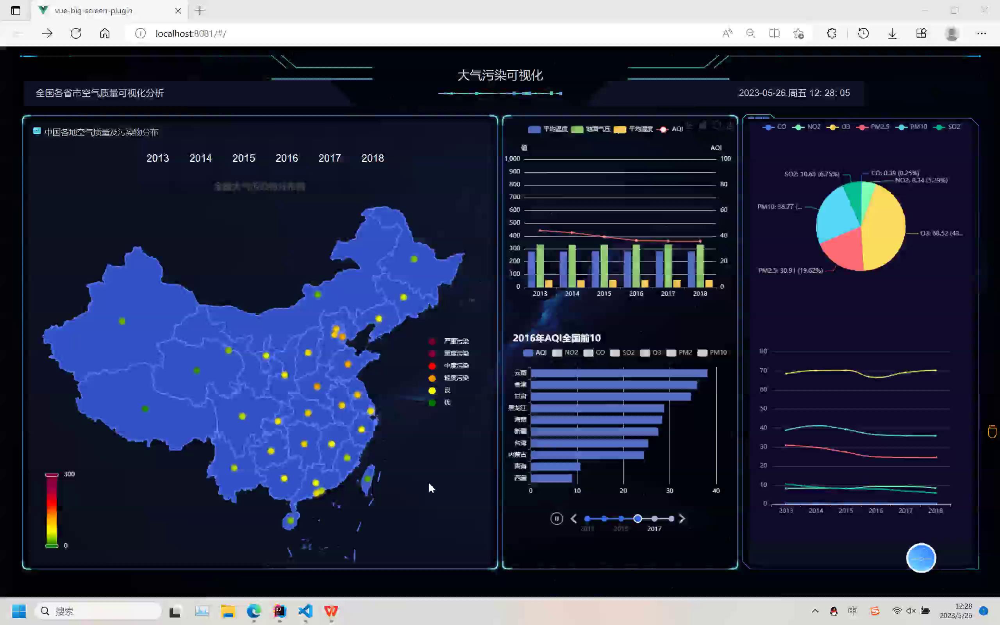 vue-big-screen-plugin
localhost:8081/#/
大气污染可视化
全国各省市空气质量可视化分析
2023-05-26 周五 12: 28: 05
中国各地空气质量及污染物分布
2013 2014 2015 2016 2017 2018
严重污染
重度污染
中度污染
轻度污染
良
优
300
0
平均温度 地面气压 平均湿度 AQI
值 AQI
1,000 100
900
800 80
700
600 60
500
400 40
300
200 20
100
0 0
2013 2014 2015 2016 2017 2018
2016年AQI全国前10
AQI NO2 CO SO2 O3 PM2 PM10
云南
香港
甘肃
黑龙江
海南
新疆
台湾
内蒙古
青海
西藏
0 10 20 30 40
2015 2017
CO NO2 O3 PM2.5 PM10 SO2
SO2: 10.63 (6.75%)
CO: 0.39 (0.25%)
NO2: 8.34 (5.29%)
PM10: 38.77 (...
O3: 68.52 (43...
PM2.5: 30.91 (19.62%)
80
70
60
50
40
30
20
10
0
2013 2014 2015 2016 2017 2018
搜索
中
12:28
2023/5/26
1